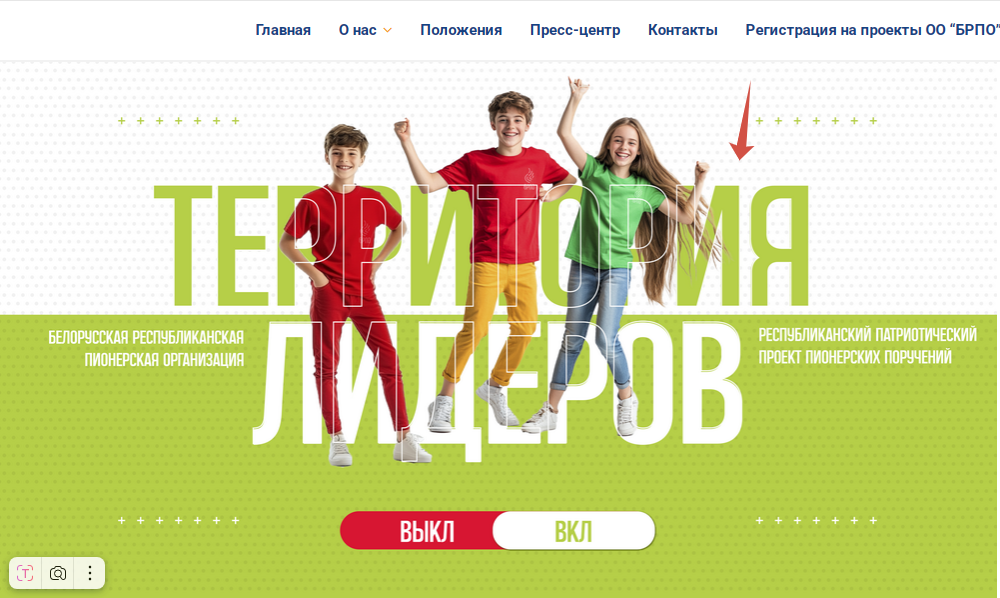 Главная О нас Положения Пресс-центр Контакты Регистрация на проекты ОО “БРПО”
ТЕРРИТОРИЯ
ЛИДЕРОВ
БЕЛОРУССКАЯ РЕСПУБЛИКАНСКАЯ
ПИОНЕРСКАЯ ОРГАНИЗАЦИЯ
РЕСПУБЛИКАНСКИЙ ПАТРИОТИЧЕСКИЙ
ПРОЕКТ ПИОНЕРСКИХ ПОРУЧЕНИЙ
ВЫКЛ ВКЛ